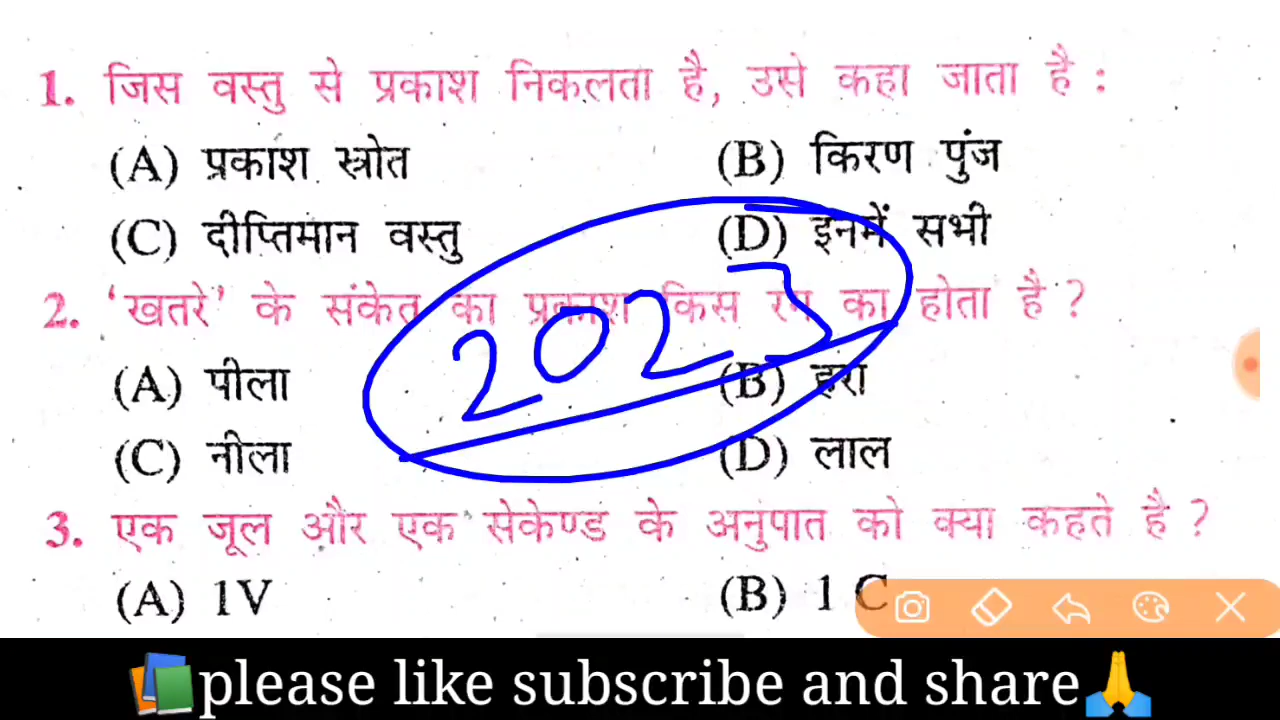 1. जिस वस्तु से प्रकाश निकलता है, उसे कहा जाता है :
(A) प्रकाश स्रोत (B) किरण पुंज
(C) दीप्तिमान वस्तु (D) इनमें सभी
2. 'खतरे' के संकेत का प्रकाश किस रंग का होता है ?
2023
(A) पीला (B) हरा
(C) नीला (D) लाल
3. एक जूल और एक सेकेण्ड के अनुपात को क्या कहते है ?
(A) 1V (B) 1 C
please like subscribe and share